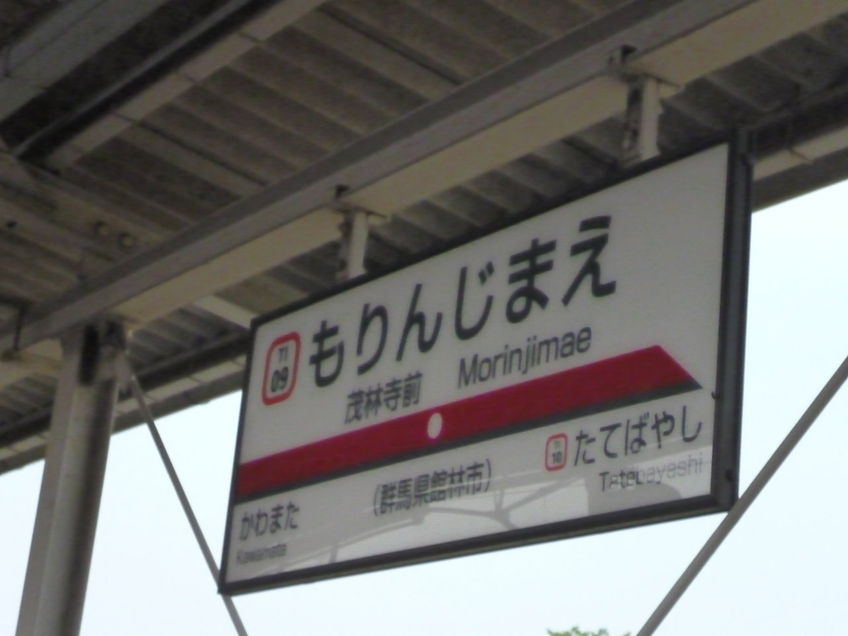 TI
09
もりんじまえ
茂林寺前
Morinjimae
かわまた
Kawamata
(群馬県館林市)
TI
10
たてばやし
Tatebayashi